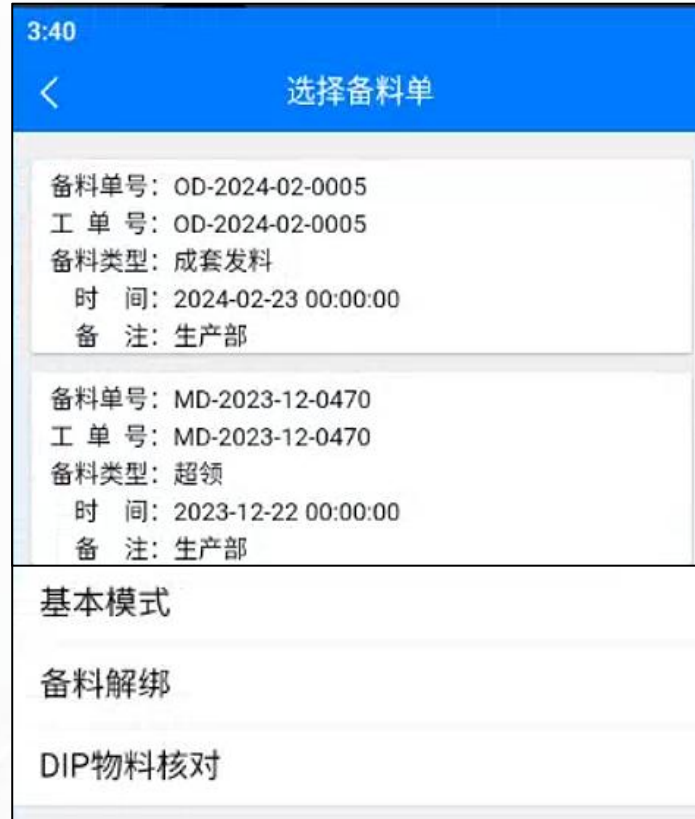 3:40
选择备料单
备料单号：OD-2024-02-0005
工 单 号：OD-2024-02-0005
备料类型：成套发料
时 间：2024-02-23 00:00:00
备 注：生产部
备料单号：MD-2023-12-0470
工 单 号：MD-2023-12-0470
备料类型：超领
时 间：2023-12-22 00:00:00
备 注：生产部
基本模式
备料解绑
DIP物料核对